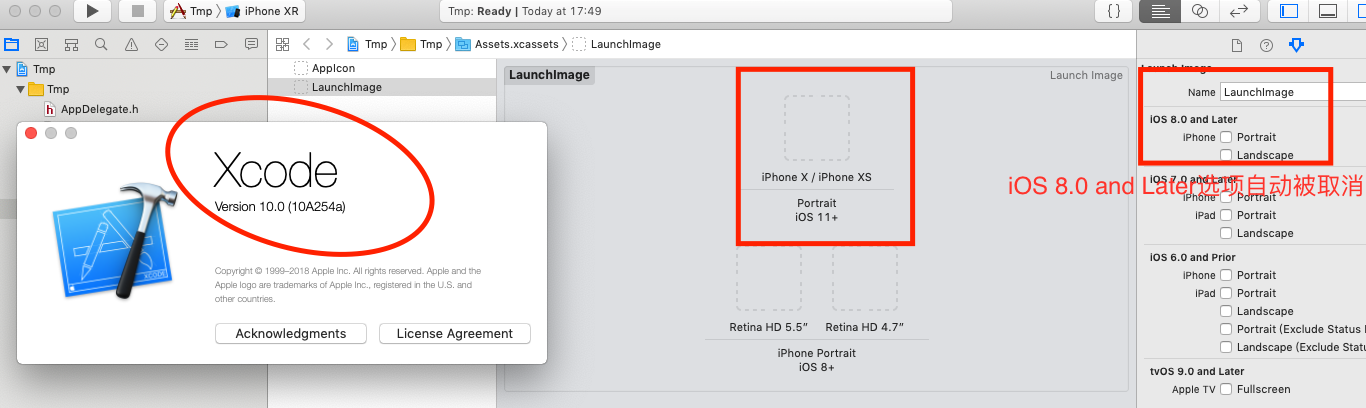 Tmp
iPhone XR
Tmp: Ready | Today at 17:49
{ }
Tmp
Tmp
Assets.xcassets
LaunchImage
Tmp
Tmp
AppDelegate.h
AppIcon
LaunchImage
Xcode
Version 10.0 (10A254a)
Copyright © 1999–2018 Apple Inc. All rights reserved. Apple and the
Apple logo are trademarks of Apple Inc., registered in the U.S. and
other countries.
Acknowledgments
License Agreement
LaunchImage
Launch Image
iPhone X / iPhone XS
Portrait
iOS 11+
Retina HD 5.5”
Retina HD 4.7”
iPhone Portrait
iOS 8+
Launch Image
Name LaunchImage
iOS 8.0 and Later
iPhone Portrait
Landscape
iOS 7.0 and Later
iOS 8.0 and Later选项自动被取消
iPhone Portrait
iPad Portrait
Landscape
iOS 6.0 and Prior
iPhone Portrait
iPad Portrait
Landscape
Portrait (Exclude Status
Landscape (Exclude Statu
tvOS 9.0 and Later
Apple TV Fullscreen